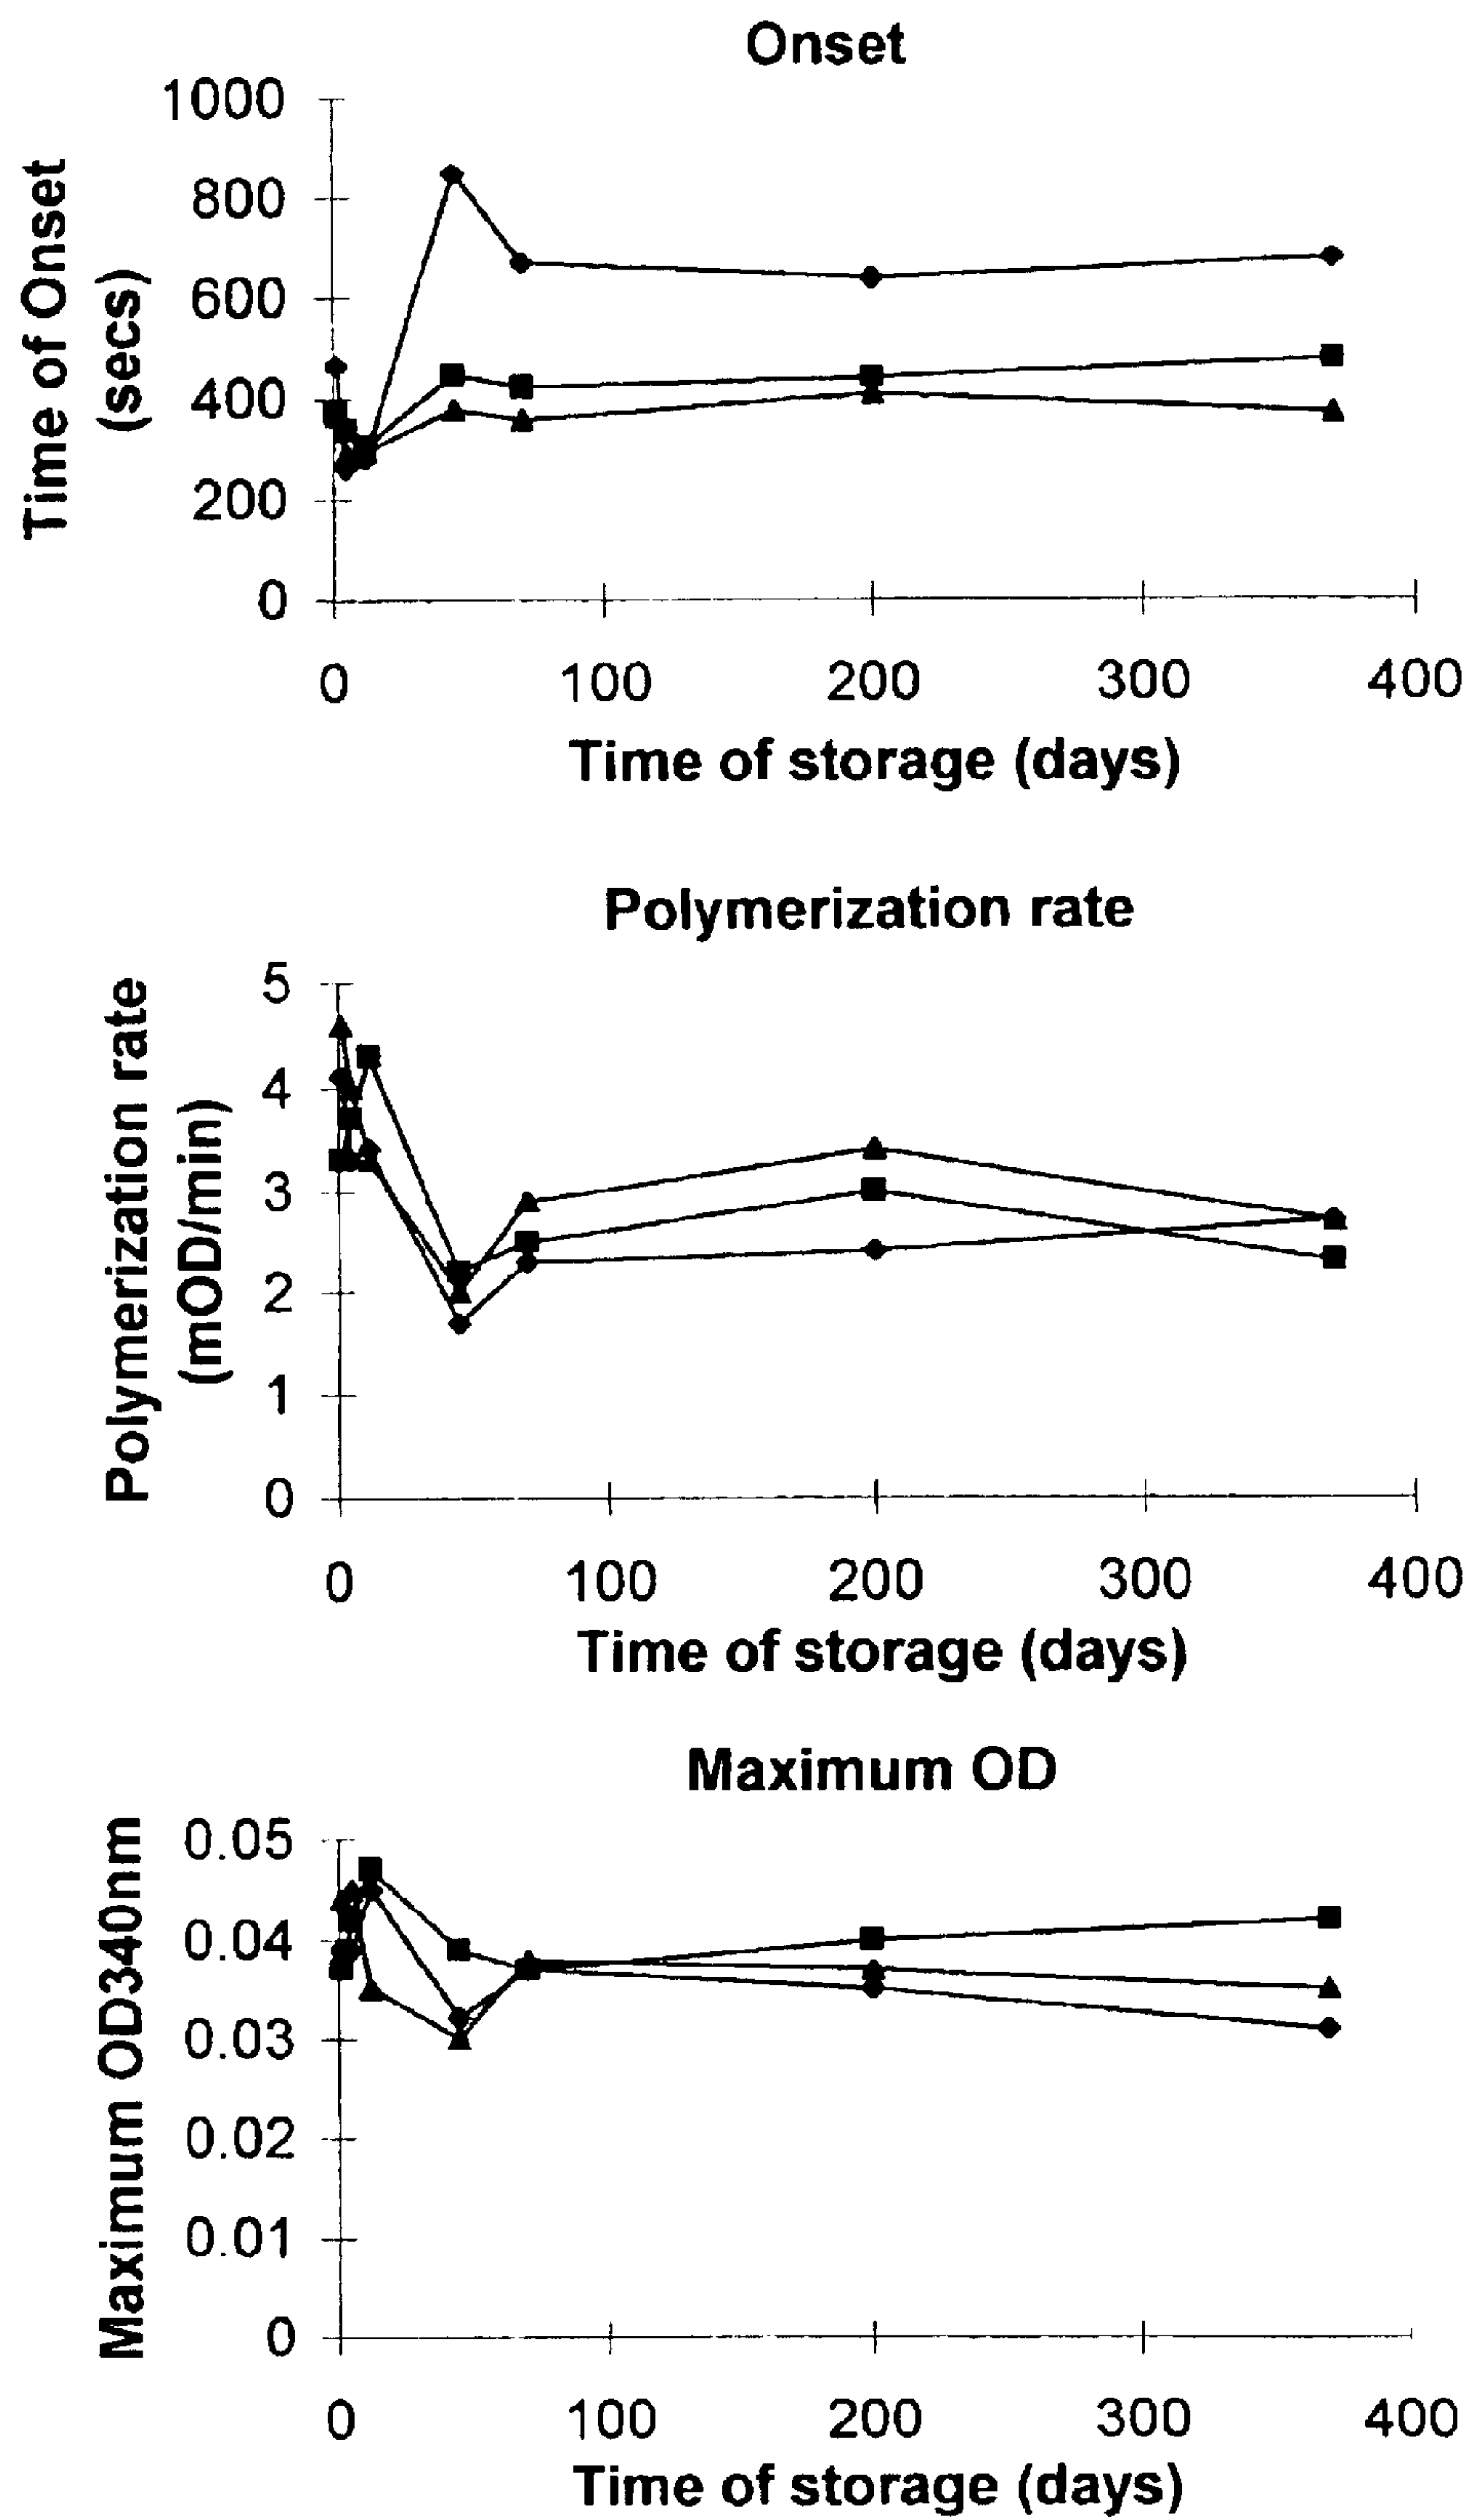 Onset
Time of Onset
(secs)
1000
800
600
400
200
0
0 100 200 300 400
Time of storage (days)
Polymerization rate
Polymerization rate
(mOD/min)
5
4
3
2
1
0
0 100 200 300 400
Time of storage (days)
Maximum OD
Maximum OD340nm
0.05
0.04
0.03
0.02
0.01
0
0 100 200 300 400
Time of storage (days)